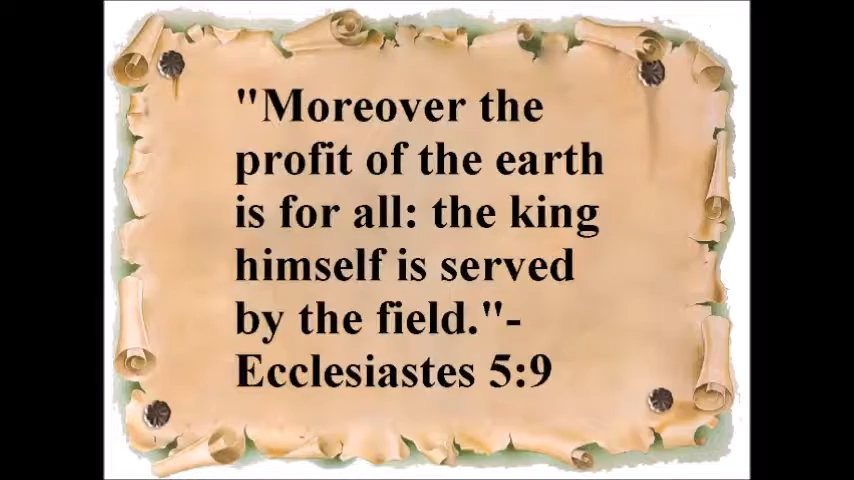 "Moreover the
profit of the earth
is for all: the king
himself is served
by the field."-
Ecclesiastes 5:9